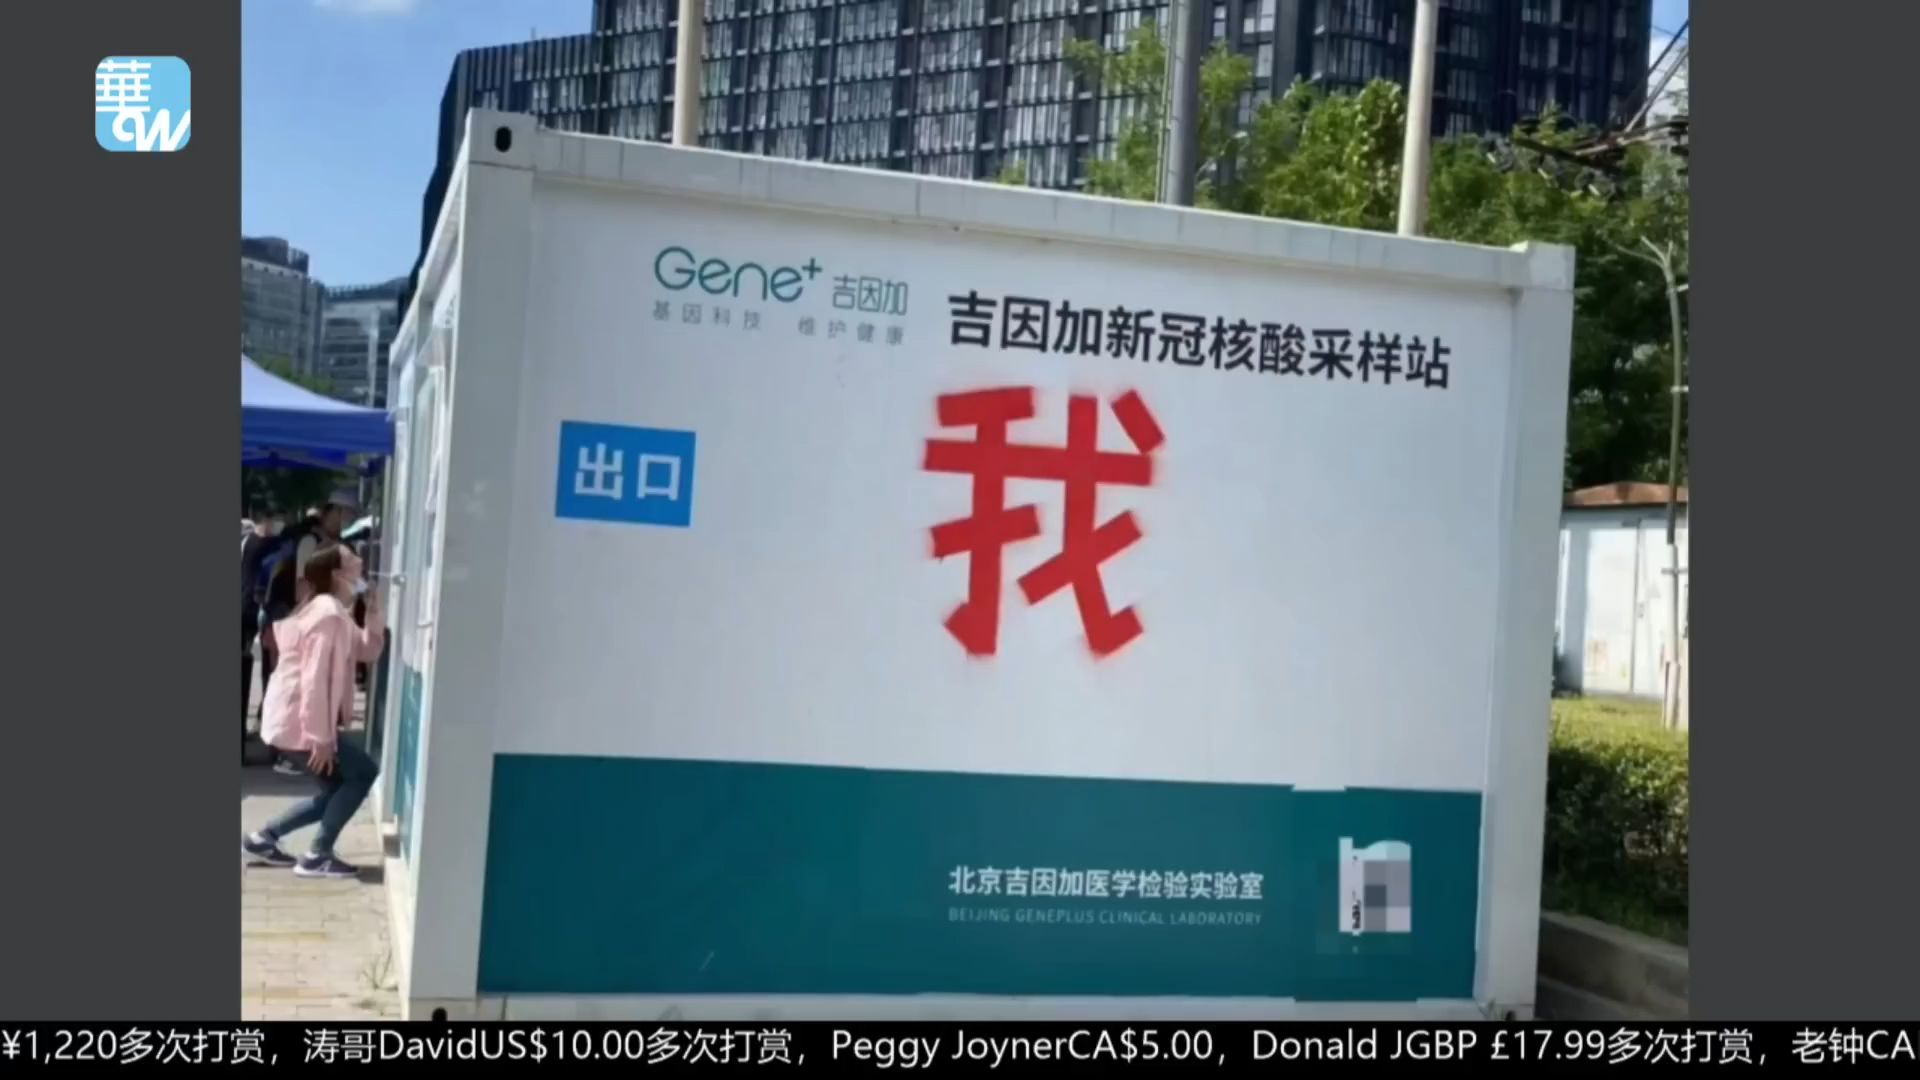 華
aw
Gene+ 吉因加
基因科技 维护健康
吉因加新冠核酸采样站
出口
我
北京吉因加医学检验实验室
BEIJING GENEPLUS CLINICAL LABORATORY
¥1,220多次打赏，涛哥DavidUS$10.00多次打赏，Peggy JoynerCA$5.00，Donald JGBP £17.99多次打赏，老钟CA